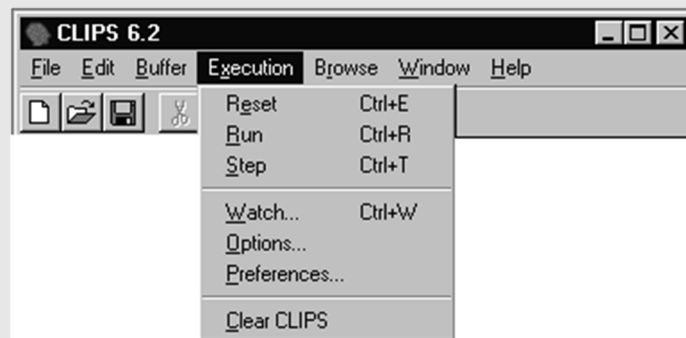 CLIPS 6.2
File Edit Buffer Execution Browse Window Help
Reset Ctrl+E
Run Ctrl+R
Step Ctrl+T
Watch... Ctrl+W
Options...
Preferences...
Clear CLIPS